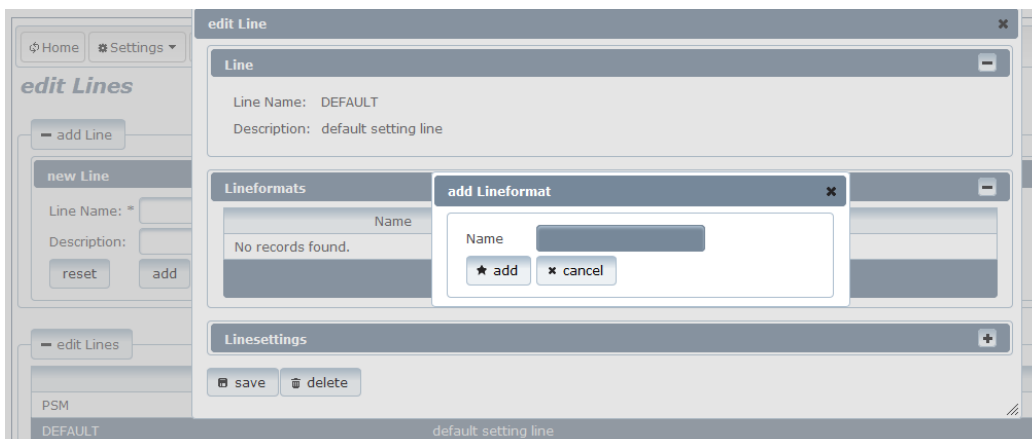 edit Line
Home
Settings
edit Lines
add Line
new Line
Line Name: *
Description:
reset
add
edit Lines
PSM
DEFAULT
default setting line
Line
Line Name: DEFAULT
Description: default setting line
Lineformats
Name
No records found.
add Lineformat
Name
add
cancel
Linesettings
save
delete